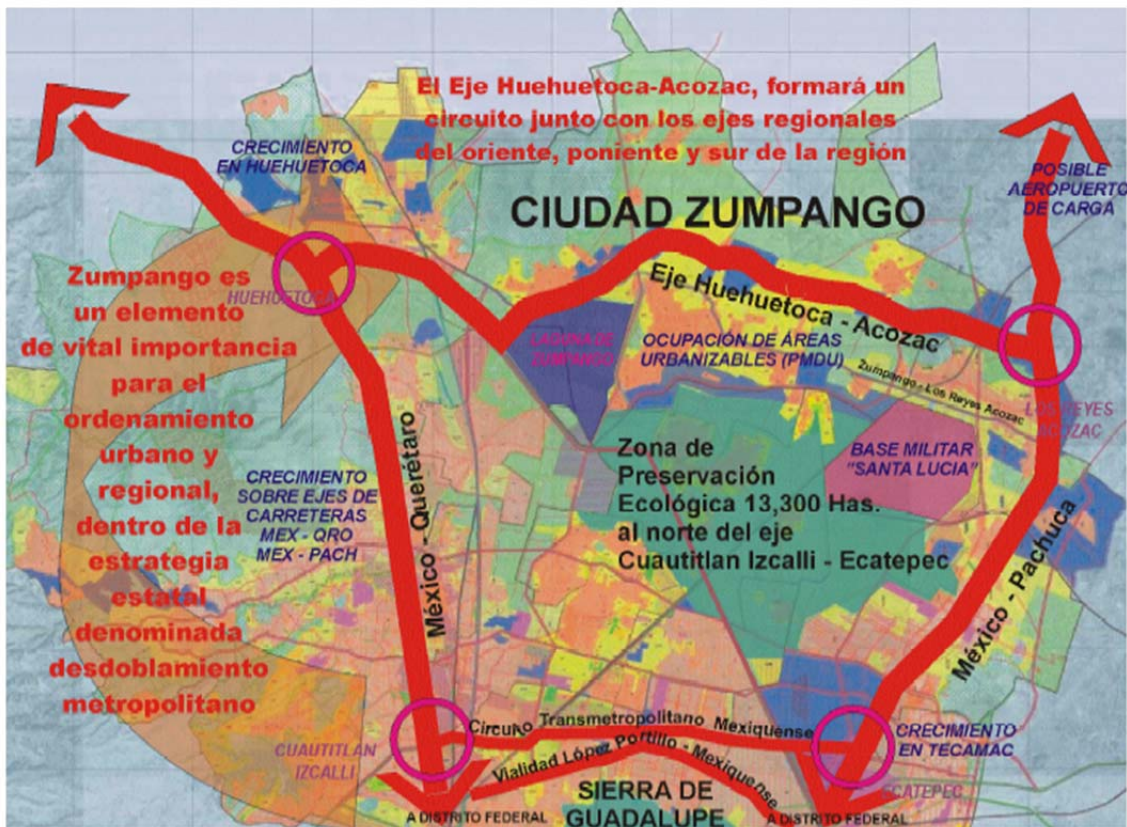 El Eje Huehuetoca-Acozac, formará un
circuito junto con los ejes regionales
del oriente, poniente y sur de la región
CRECIMIENTO
EN HUEHUETOCA
POSIBLE
AEROPUERTO
DE CARGA
CIUDAD ZUMPANGO
Zumpango es
un elemento
de vital importancia
para el
ordenamiento
urbano y
regional,
dentro de la
estrategia
estatal
denominada
desdoblamiento
metropolitano
HUEHUETOCA
Eje Huehuetoca - Acozac
LAGUNA DE
ZUMPANGO
OCUPACIÓN DE ÁREAS
URBANIZABLES (PMDU)
Zumpango - Los Reyes Acozac
LOS REYES
ACOZAC
BASE MILITAR
"SANTA LUCIA"
Zona de
Preservación
Ecológica 13,300 Has.
al norte del eje
Cuautitlan Izcalli - Ecatepec
CRECIMIENTO
SOBRE EJES DE
CARRETERAS
MEX - QRO
MEX - PACH
México - Querétaro
México - Pachuca
Circuito Transmetropolitano Mexiquense
Vialidad López Portillo - Mexiquense
CRECIMIENTO
EN TECAMAC
CUAUTITLAN
IZCALLI
CATEPEC
SIERRA DE
GUADALUPE
A DISTRITO FEDERAL
A DISTRITO FEDERAL